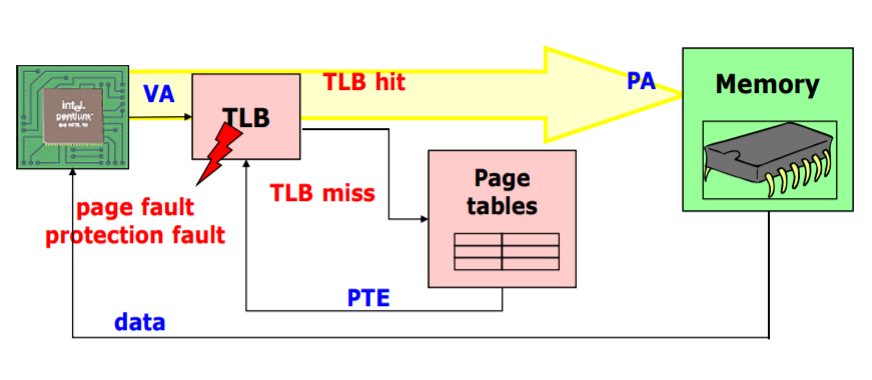 VA
TLB
TLB hit
PA
Memory
intel
pentium
page fault
protection fault
TLB miss
Page
tables
PTE
data